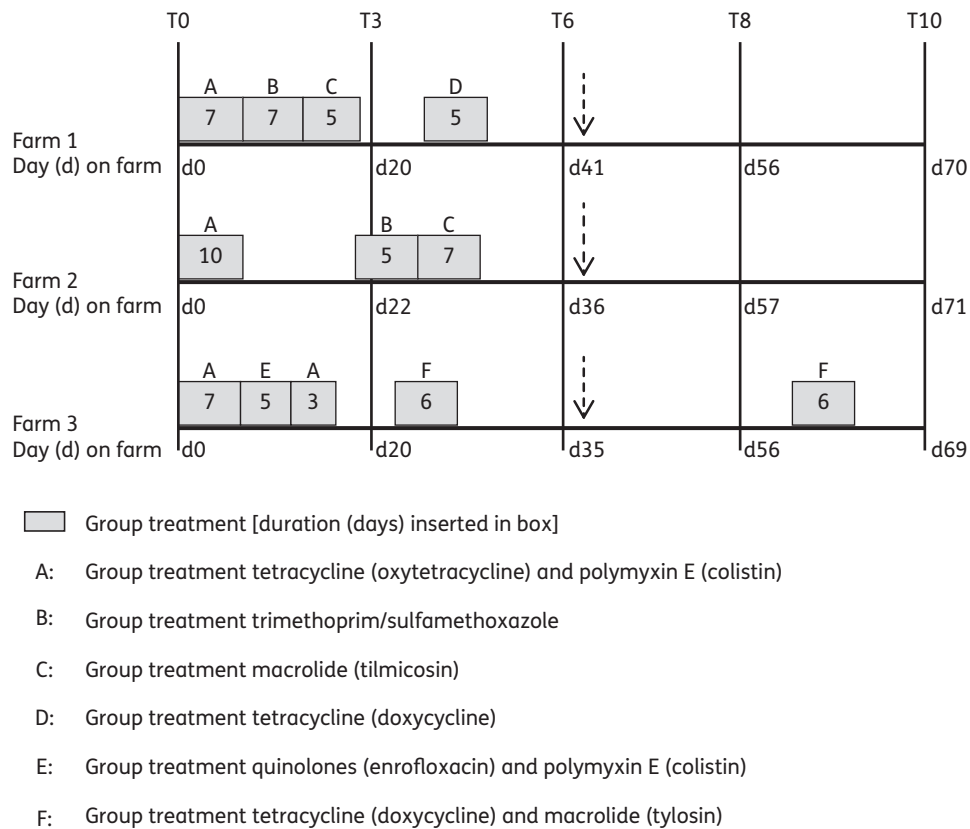 T0 T3 T6 T8 T10
A B C D
7 7 5 5
Farm 1
Day (d) on farm d0 d20 d41 d56 d70
A B C
10 5 7
Farm 2
Day (d) on farm d0 d22 d36 d57 d71
A E A F F
7 5 3 6 6
Farm 3
Day (d) on farm d0 d20 d35 d56 d69
Group treatment [duration (days) inserted in box]
A: Group treatment tetracycline (oxytetracycline) and polymyxin E (colistin)
B: Group treatment trimethoprim/sulfamethoxazole
C: Group treatment macrolide (tilmicosin)
D: Group treatment tetracycline (doxycycline)
E: Group treatment quinolones (enrofloxacin) and polymyxin E (colistin)
F: Group treatment tetracycline (doxycycline) and macrolide (tylosin)